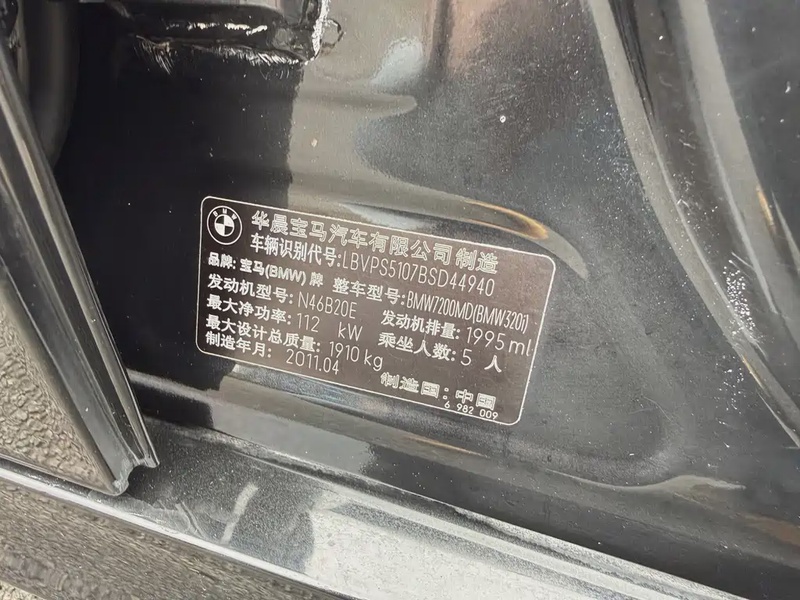 BMW
华晨宝马汽车有限公司制造
车辆识别代号:LBVPS5107BSD44940
品牌: 宝马(BMW) 牌 整车型号:BMW7200MD(BMW320i)
发动机型号: N46B20E 发动机排量: 1995ml
最大净功率: 112 kW 乘坐人数: 5 人
最大设计总质量: 1910 kg
制造年月: 2011.04 制造国: 中国
6 982 009